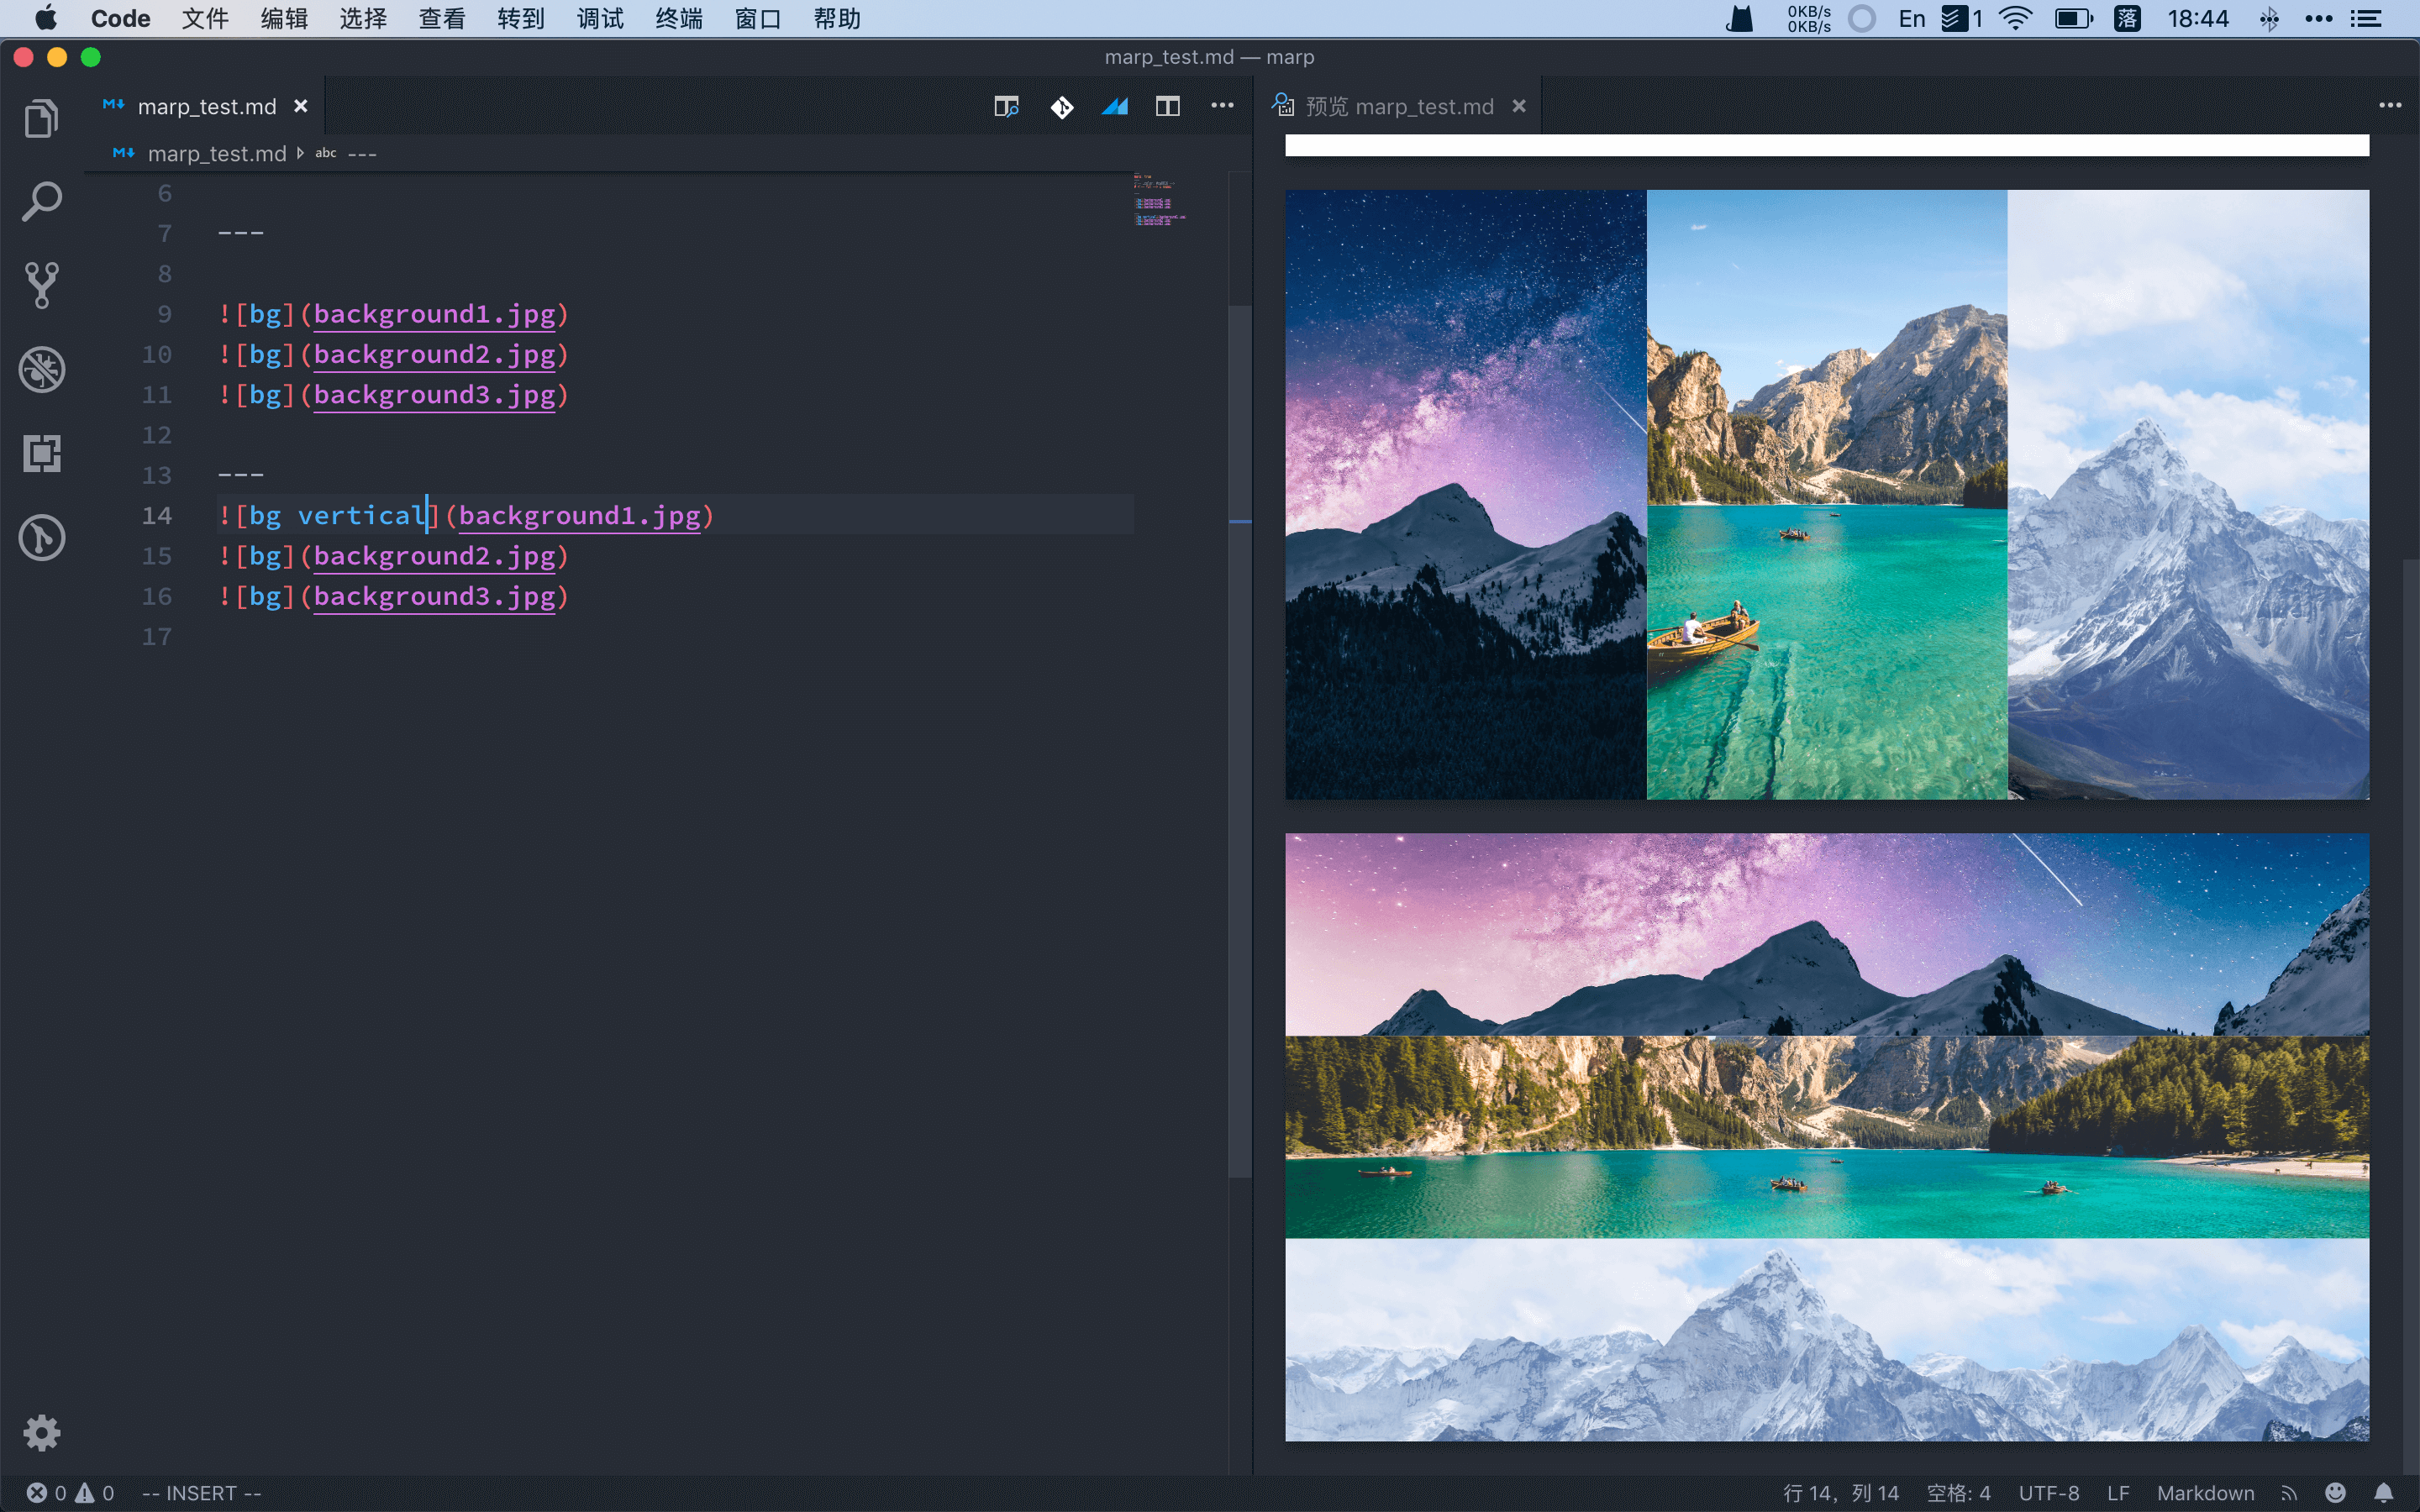 Code 文件 编辑 选择 查看 转到 调试 终端 窗口 帮助
0KB/s
0KB/s
En 1 落 18:44
marp_test.md — marp
marp_test.md
预览 marp_test.md
marp_test.md abc ---
6
7 ---
8
9 ![bg](background1.jpg)
10 ![bg](background2.jpg)
11 ![bg](background3.jpg)
12
13 ---
14 ![bg vertical](background1.jpg)
15 ![bg](background2.jpg)
16 ![bg](background3.jpg)
17
0 0 -- INSERT --
行 14，列 14 空格: 4 UTF-8 LF Markdown